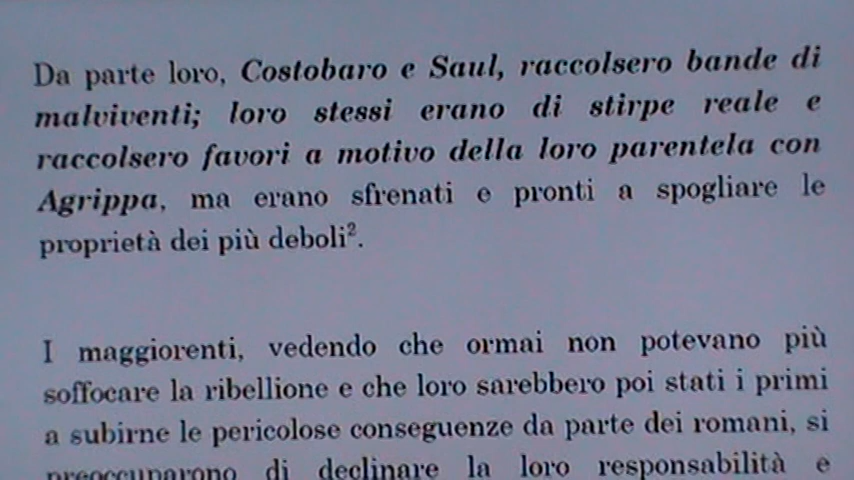 Da parte loro, Costobaro e Saul, raccolsero bande di
malviventi; loro stessi erano di stirpe reale e
raccolsero favori a motivo della loro parentela con
Agrippa, ma erano sfrenati e pronti a spogliare le
proprietà dei più deboli².
I maggiorenti, vedendo che ormai non potevano più
soffocare la ribellione e che loro sarebbero poi stati i primi
a subirne le pericolose conseguenze da parte dei romani, si
preoccuparono di declinare la loro responsabilità e